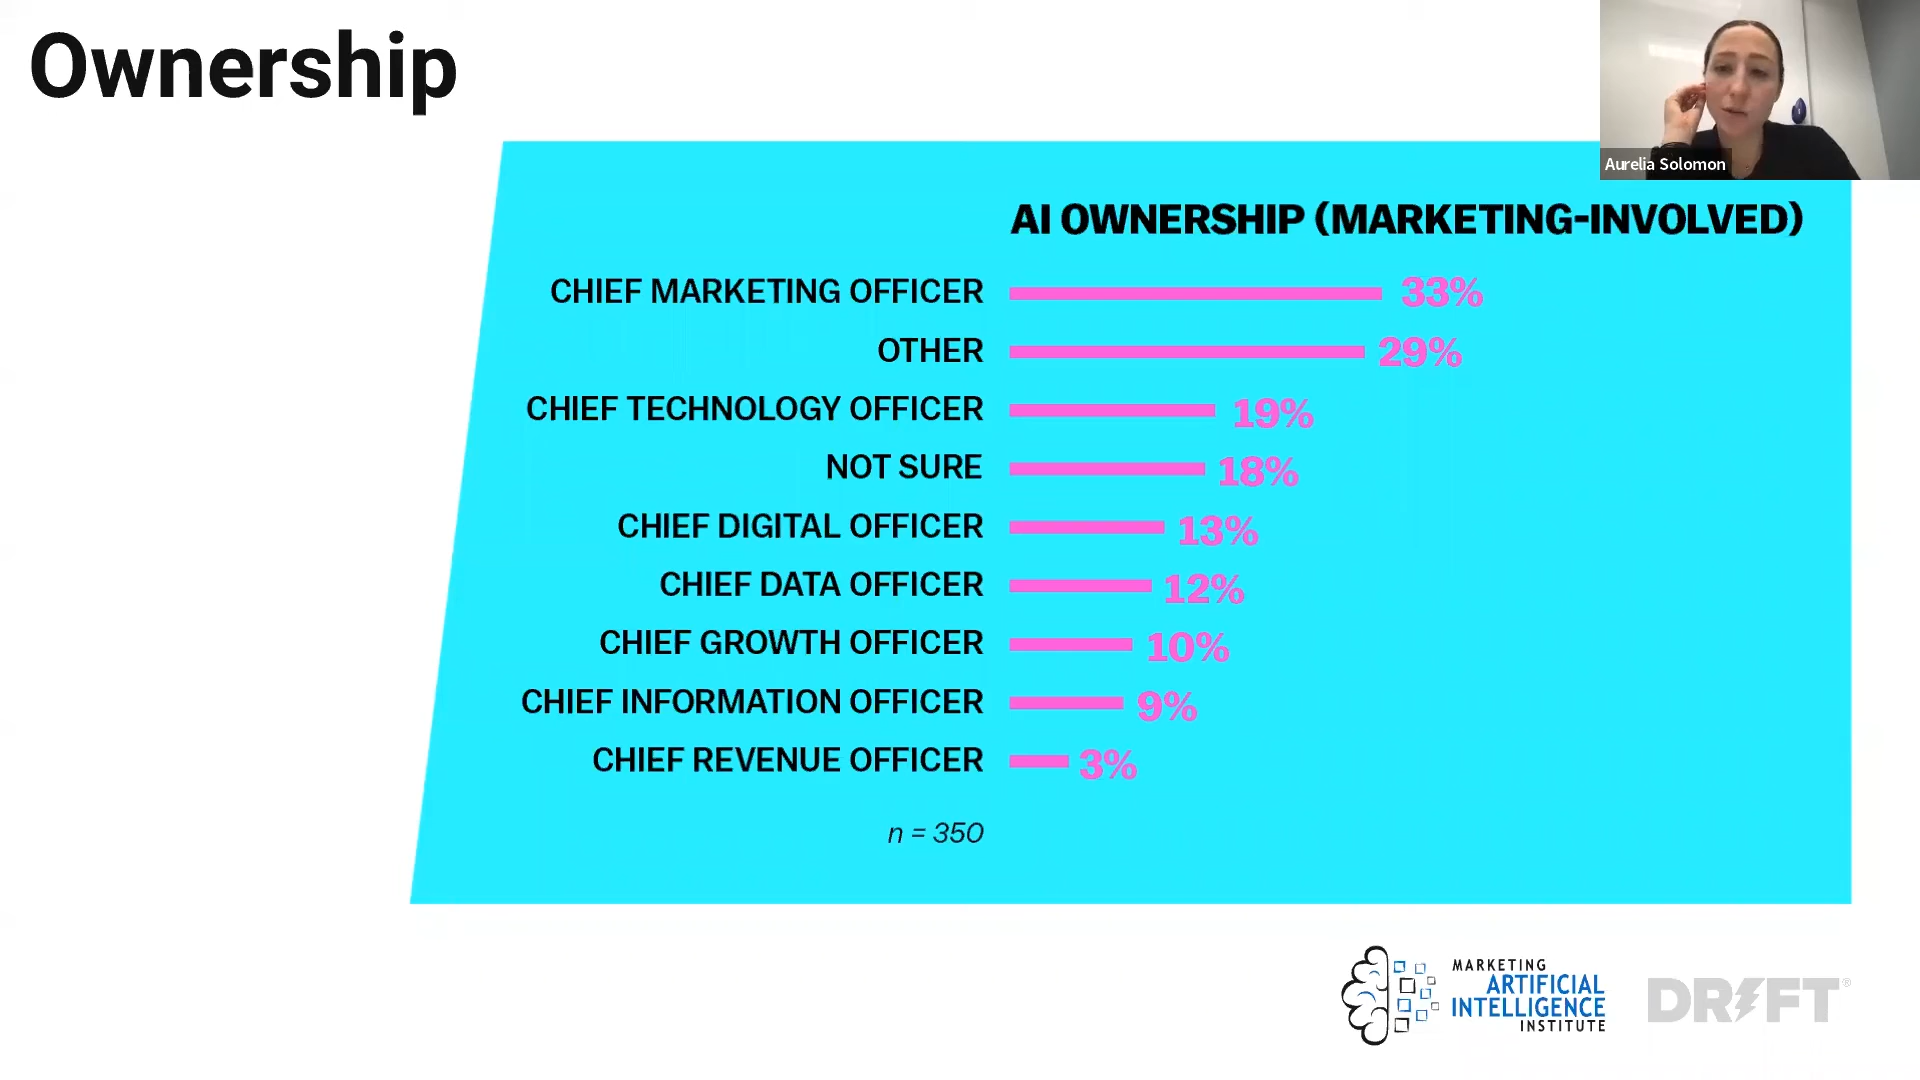 Ownership
Aurelia Solomon
AI OWNERSHIP (MARKETING-INVOLVED)
CHIEF MARKETING OFFICER 33%
OTHER 29%
CHIEF TECHNOLOGY OFFICER 19%
NOT SURE 18%
CHIEF DIGITAL OFFICER 13%
CHIEF DATA OFFICER 12%
CHIEF GROWTH OFFICER 10%
CHIEF INFORMATION OFFICER 9%
CHIEF REVENUE OFFICER 3%
n = 350
MARKETING
ARTIFICIAL
INTELLIGENCE
INSTITUTE
DRIFT®